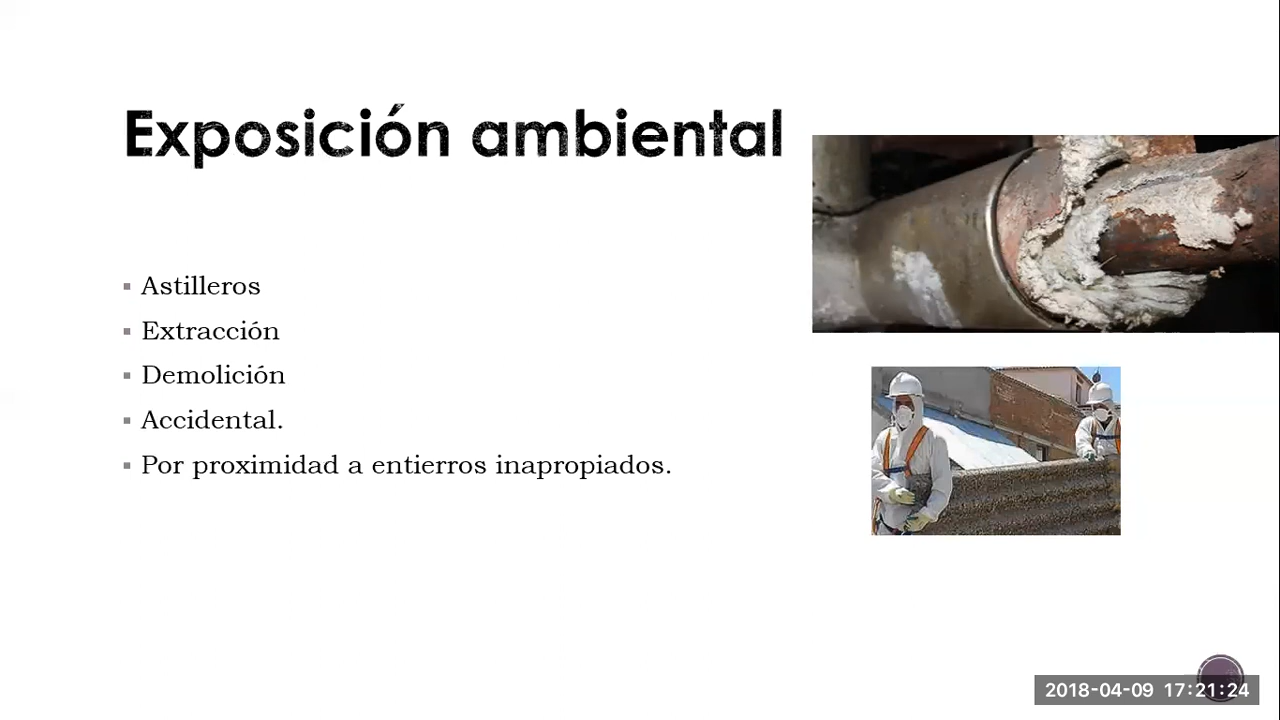 Exposición ambiental
Astilleros
Extracción
Demolición
Accidental.
Por proximidad a entierros inapropiados.
2018-04-09 17:21:24